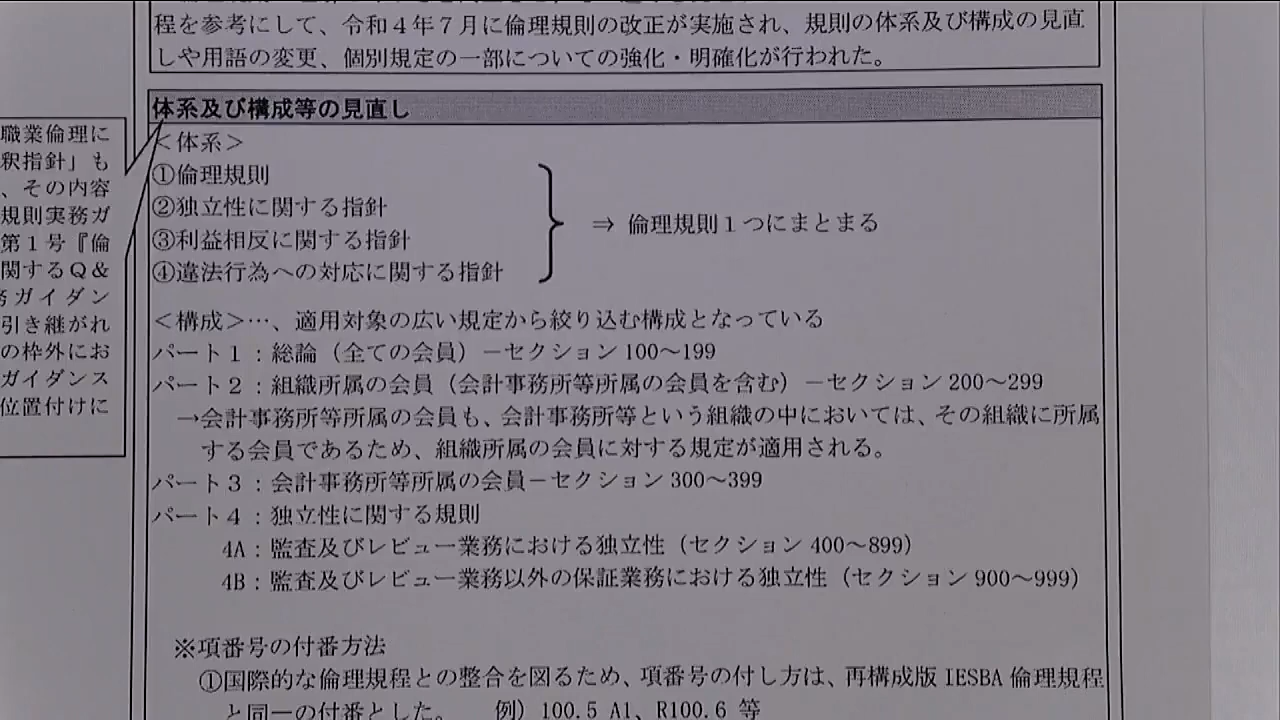 程を参考にして、令和４年７月に倫理規則の改正が実施され、規則の体系及び構成の見直
しや用語の変更、個別規定の一部についての強化・明確化が行われた。
体系及び構成等の見直し
＜体系＞
①倫理規則
②独立性に関する指針
③利益相反に関する指針
④違法行為への対応に関する指針
⇒ 倫理規則１つにまとまる
＜構成＞…、適用対象の広い規定から絞り込む構成となっている
パート１：総論（全ての会員）－セクション 100～199
パート２：組織所属の会員（会計事務所等所属の会員を含む）－セクション 200～299
→会計事務所等所属の会員も、会計事務所等という組織の中においては、その組織に所属
する会員であるため、組織所属の会員に対する規定が適用される。
パート３：会計事務所等所属の会員－セクション 300～399
パート４：独立性に関する規則
4A：監査及びレビュー業務における独立性（セクション 400～899）
4B：監査及びレビュー業務以外の保証業務における独立性（セクション 900～999）
※項番号の付番方法
①国際的な倫理規程との整合を図るため、項番号の付し方は、再構成版 IESBA 倫理規程
と同一の付番とした。 例）100.5 A1、R100.6 等
職業倫理に
釈指針」も
、その内容
規則実務ガ
第１号『倫
関するＱ＆
務ガイダン
引き継がれ
の枠外にお
ガイダンス
位置付けに